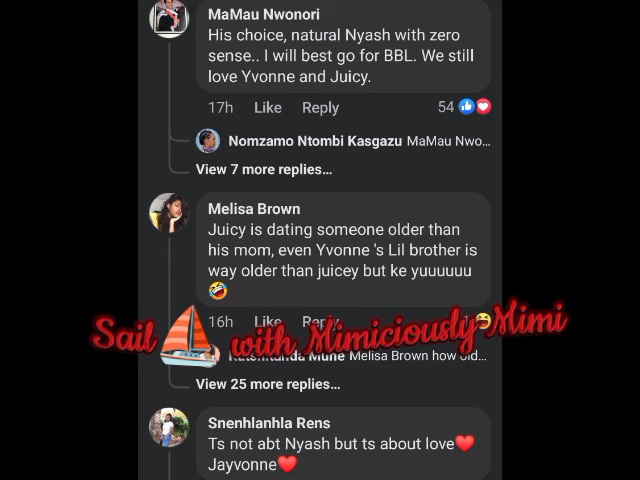 MaMau Nwonori
His choice, natural Nyash with zero
sense.. I will best go for BBL. We still
love Yvonne and Juicy.
17h Like Reply 54
Nomzamo Ntombi Kasgazu MaMau Nwo...
View 7 more replies...
Melisa Brown
Juicy is dating someone older than
his mom, even Yvonne 's Lil brother is
way older than juicey but ke yuuuuuu
🤣
16h Like Reply
Sail ⛵ with Mimiciously Mimi
Mune Melisa Brown how old...
View 25 more replies...
Snenhlanhla Rens
Ts not abt Nyash but ts about love❤️
Jayvonne❤️